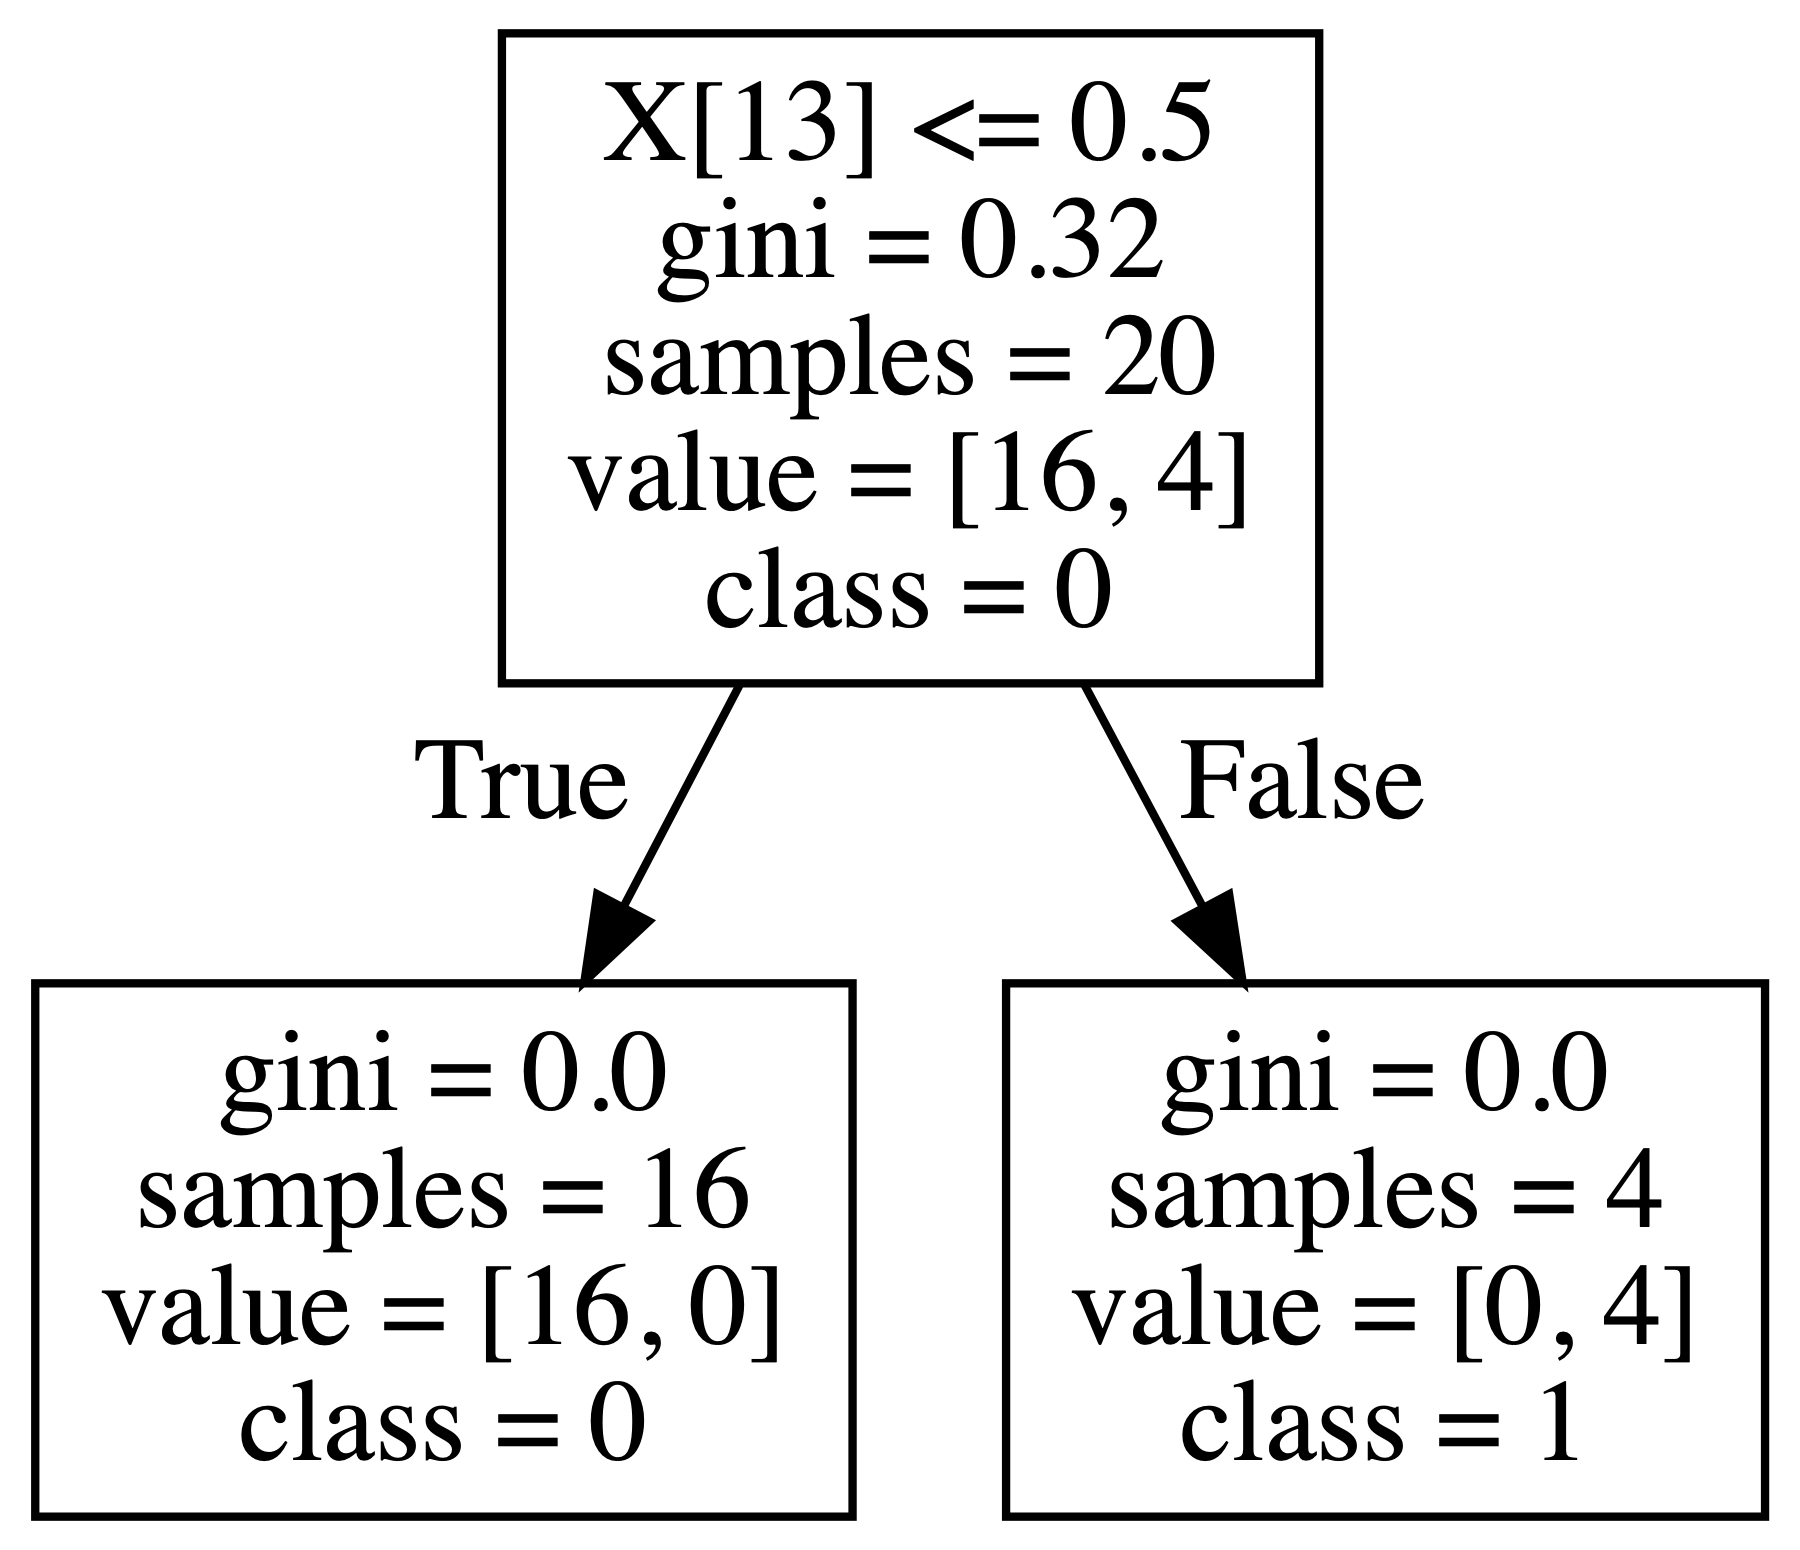 X[13] <= 0.5
gini = 0.32
samples = 20
value = [16, 4]
class = 0
True
False
gini = 0.0
samples = 16
value = [16, 0]
class = 0
gini = 0.0
samples = 4
value = [0, 4]
class = 1